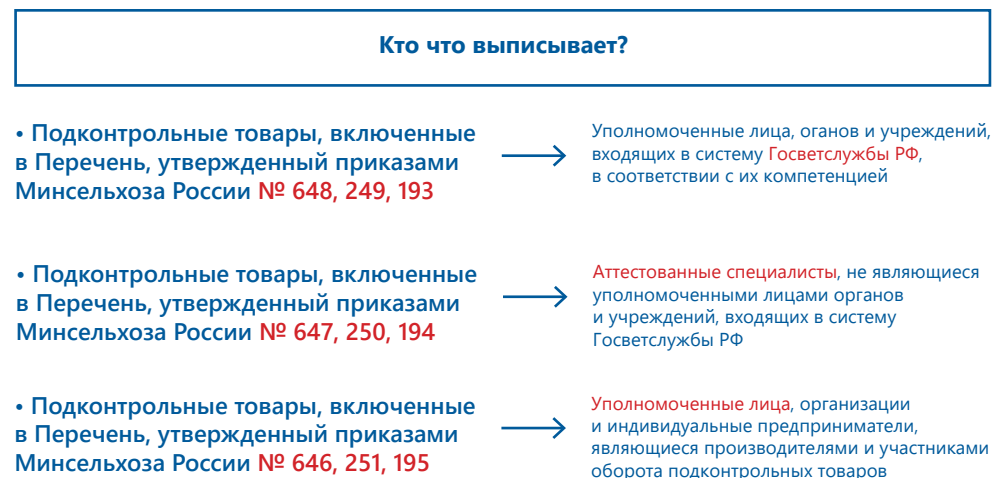 Кто что выписывает?
• Подконтрольные товары, включенные
в Перечень, утвержденный приказами
Минсельхоза России № 648, 249, 193
Уполномоченные лица, оганов и учреждений,
входящих в систему Госветслужбы РФ,
в соответствии с их компетенцией
• Подконтрольные товары, включенные
в Перечень, утвержденный приказами
Минсельхоза России № 647, 250, 194
Аттестованные специалисты, не являющиеся
уполномоченными лицами органов
и учреждений, входящих в систему
Госветслужбы РФ
• Подконтрольные товары, включенные
в Перечень, утвержденный приказами
Минсельхоза России № 646, 251, 195
Уполномоченные лица, организации
и индивидуальные предприниматели,
являющиеся производителями и участниками
оборота подконтрольных товаров